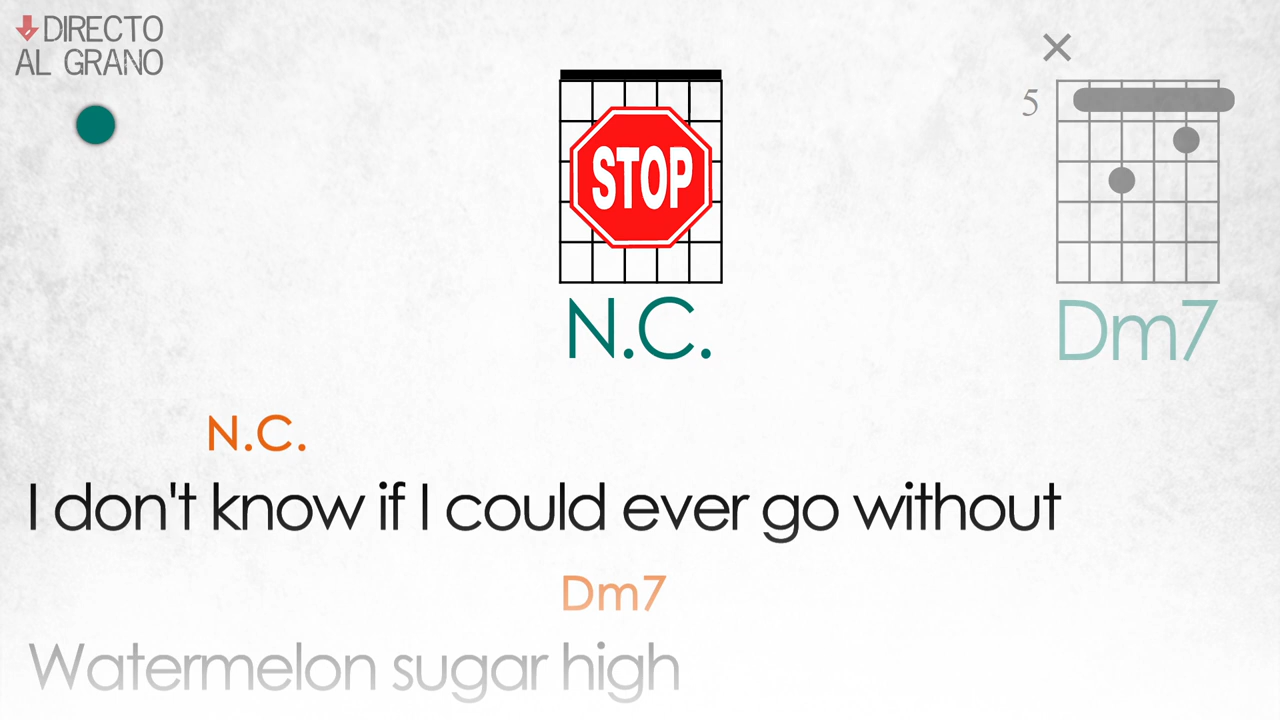 DIRECTO
AL GRANO
STOP
N.C.
×
5
Dm7
N.C.
I don't know if I could ever go without
Dm7
Watermelon sugar high